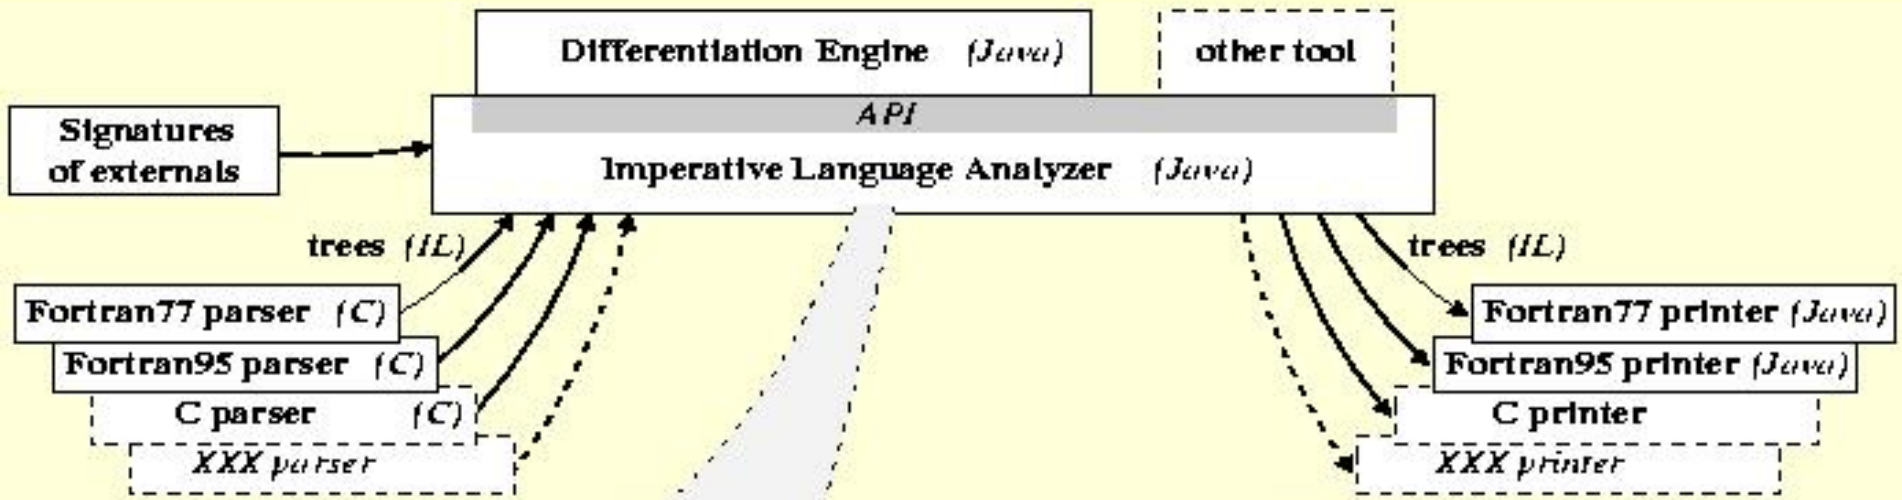 Differentiation Engine (Java)
other tool
API
Signatures
of externals
Imperative Language Analyzer (Java)
trees (IL)
trees (IL)
Fortran77 parser (C)
Fortran77 printer (Java)
Fortran95 parser (C)
Fortran95 printer (Java)
C parser (C)
C printer
XXX parser
XXX printer